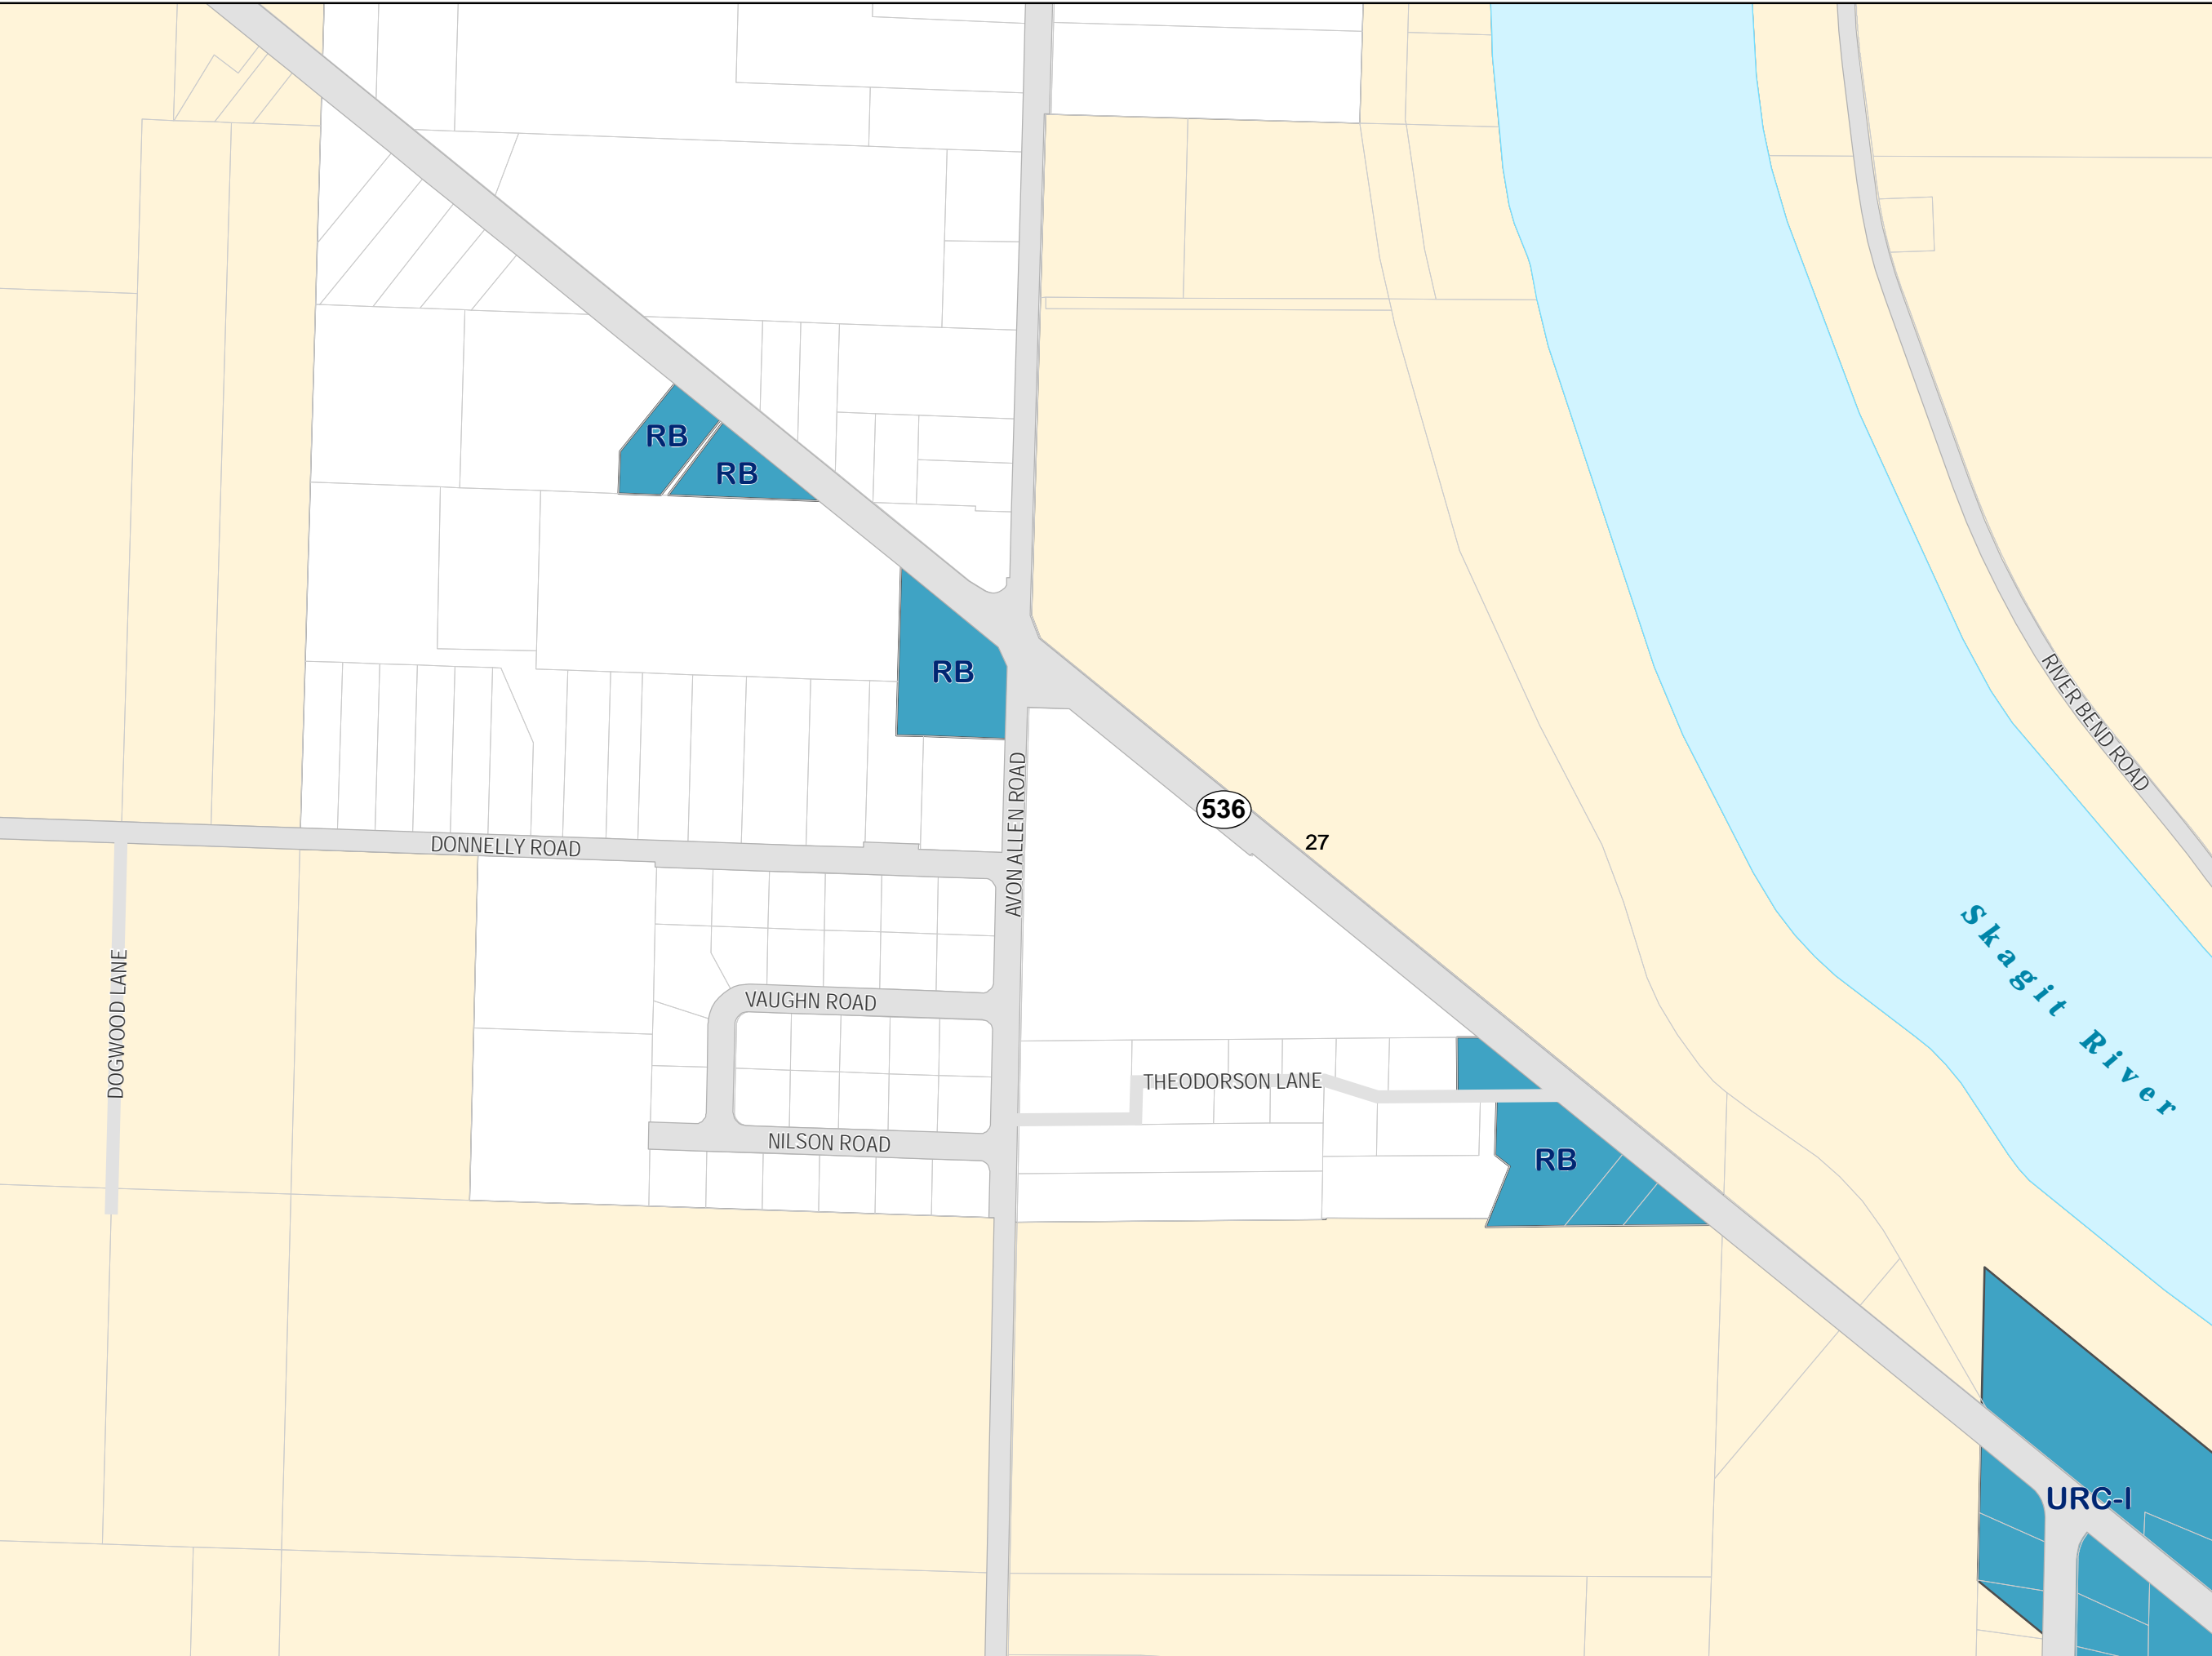 RB
RB
RB
RIVER BEND ROAD
536
27
AVON ALLEN ROAD
DONNELLY ROAD
Skagit River
DOGWOOD LANE
VAUGHN ROAD
THEODORSON LANE
NILSON ROAD
RB
URC-I